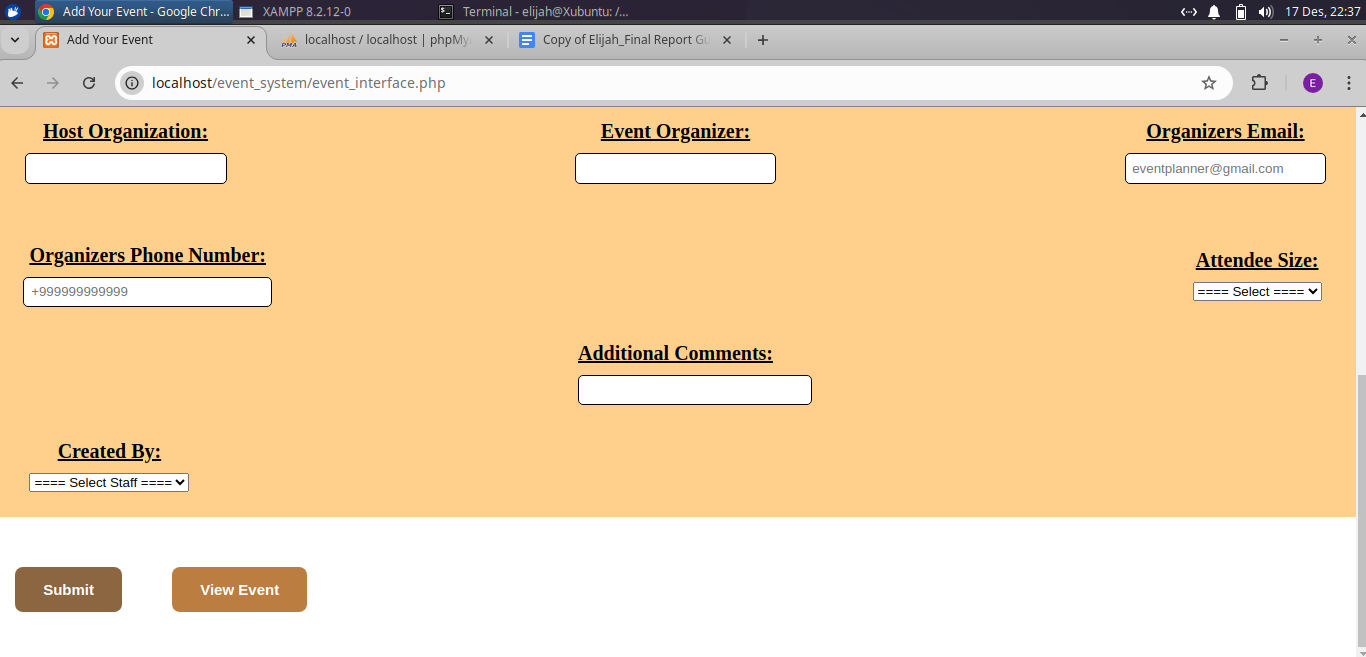 Add Your Event - Google Chr...
XAMPP 8.2.12-0
Terminal - elijah@Xubuntu: /...
17 Des, 22:37
Add Your Event
localhost / localhost | phpMy
Copy of Elijah_Final Report Gu
localhost/event_system/event_interface.php
E
Host Organization:
Event Organizer:
Organizers Email:
eventplanner@gmail.com
Organizers Phone Number:
Attendee Size:
+999999999999
==== Select ====
Additional Comments:
Created By:
==== Select Staff ====
Submit
View Event